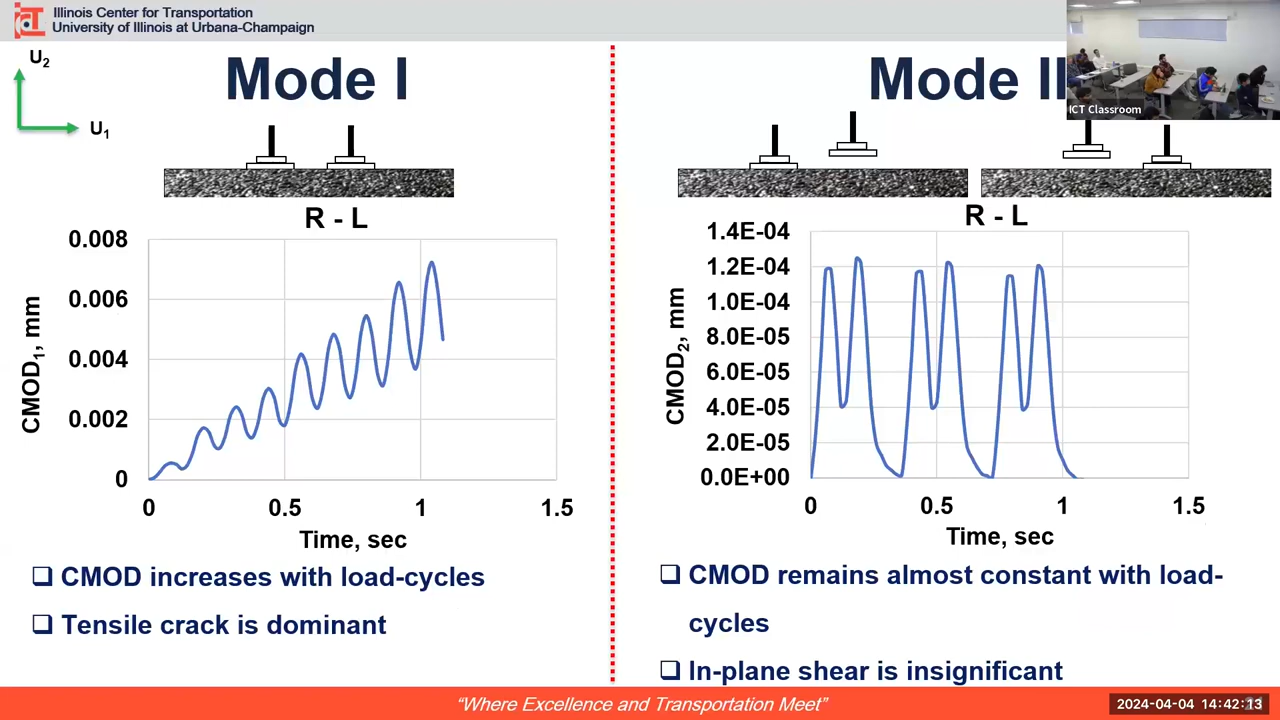 Illinois Center for Transportation
University of Illinois at Urbana-Champaign
ICT
U2
U1
Mode I
R - L
0.008
0.006
0.004
0.002
0
CMOD1, mm
0 0.5 1 1.5
Time, sec
❑ CMOD increases with load-cycles
❑ Tensile crack is dominant
Mode II
ICT Classroom
R - L
1.4E-04
1.2E-04
1.0E-04
8.0E-05
6.0E-05
4.0E-05
2.0E-05
0.0E+00
CMOD2, mm
0 0.5 1 1.5
Time, sec
❑ CMOD remains almost constant with load-
cycles
❑ In-plane shear is insignificant
“Where Excellence and Transportation Meet”
2024-04-04 14:42:13